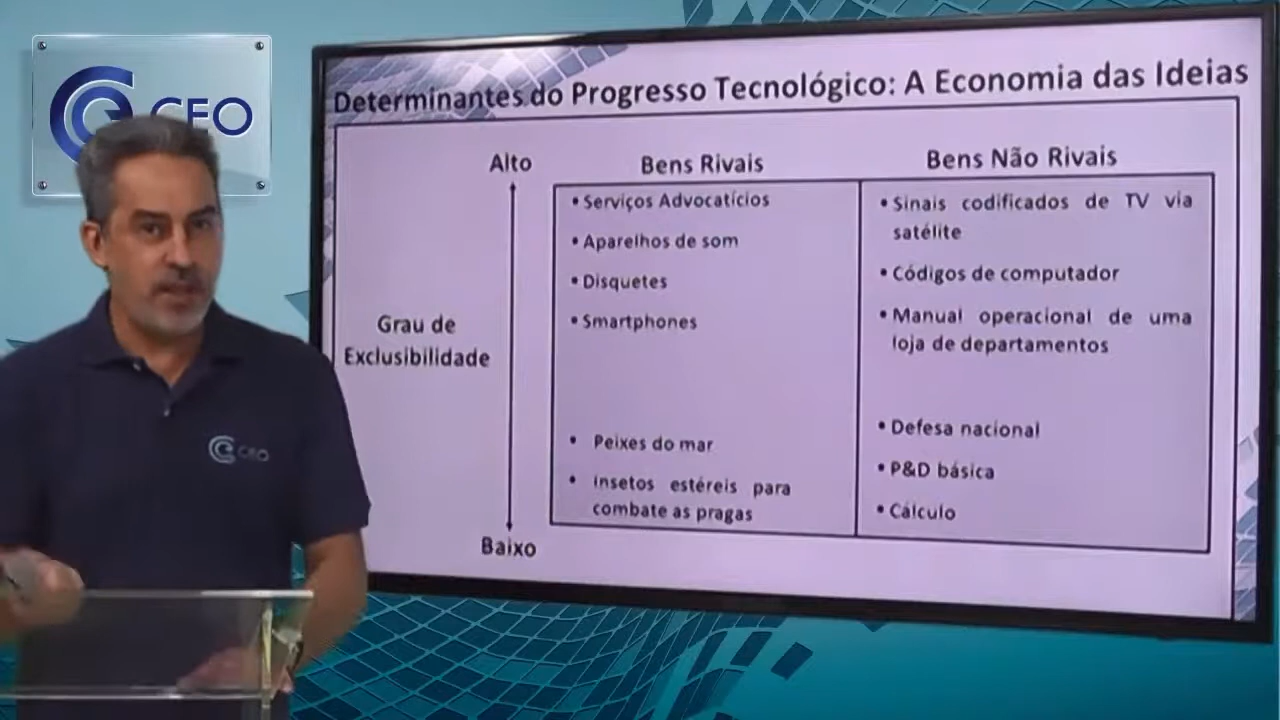 CEO
Determinantes do Progresso Tecnológico: A Economia das Ideias
Alto
Bens Rivais
Bens Não Rivais
• Serviços Advocatícios
• Aparelhos de som
• Disquetes
• Smartphones
• Sinais codificados de TV via
satélite
• Códigos de computador
• Manual operacional de uma
loja de departamentos
Grau de
Exclusibilidade
• Peixes do mar
• Insetos estéreis para
combate as pragas
• Defesa nacional
• P&D básica
• Cálculo
Baixo
CEO